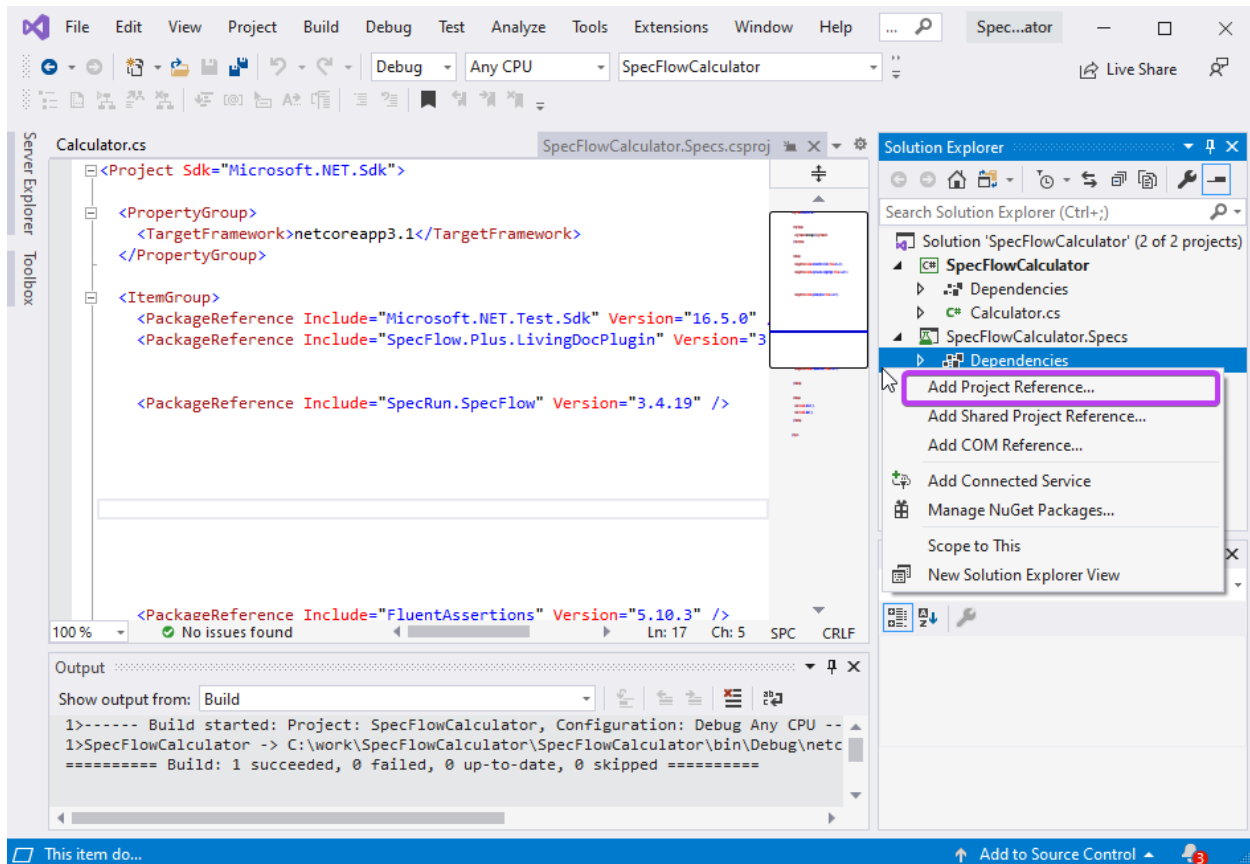 File Edit View Project Build Debug Test Analyze Tools Extensions Window Help ... Spec...ator
Debug Any CPU SpecFlowCalculator Live Share
Server Explorer
Toolbox
Calculator.cs SpecFlowCalculator.Specs.csproj
<Project Sdk="Microsoft.NET.Sdk">
<PropertyGroup>
<TargetFramework>netcoreapp3.1</TargetFramework>
</PropertyGroup>
<ItemGroup>
<PackageReference Include="Microsoft.NET.Test.Sdk" Version="16.5.0" /
<PackageReference Include="SpecFlow.Plus.LivingDocPlugin" Version="3
<PackageReference Include="SpecRun.SpecFlow" Version="3.4.19" />
<PackageReference Include="FluentAssertions" Version="5.10.3" />
100 % No issues found Ln: 17 Ch: 5 SPC CRLF
Solution Explorer
Search Solution Explorer (Ctrl+;)
Solution 'SpecFlowCalculator' (2 of 2 projects)
C# SpecFlowCalculator
Dependencies
C# Calculator.cs
SpecFlowCalculator.Specs
Dependencies
Add Project Reference...
Add Shared Project Reference...
Add COM Reference...
Add Connected Service
Manage NuGet Packages...
Scope to This
New Solution Explorer View
Output
Show output from: Build
1>------ Build started: Project: SpecFlowCalculator, Configuration: Debug Any CPU --
1>SpecFlowCalculator -> C:\work\SpecFlowCalculator\SpecFlowCalculator\bin\Debug\netc
========== Build: 1 succeeded, 0 failed, 0 up-to-date, 0 skipped ==========
This item do... Add to Source Control 3